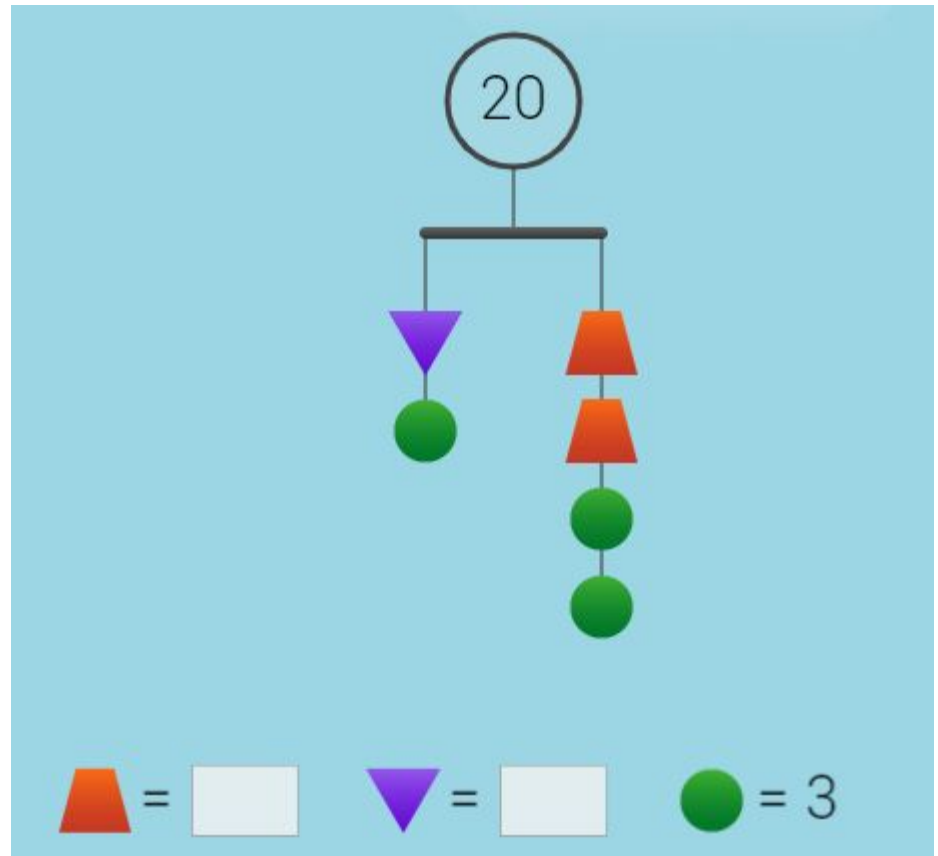 20
= = = 3